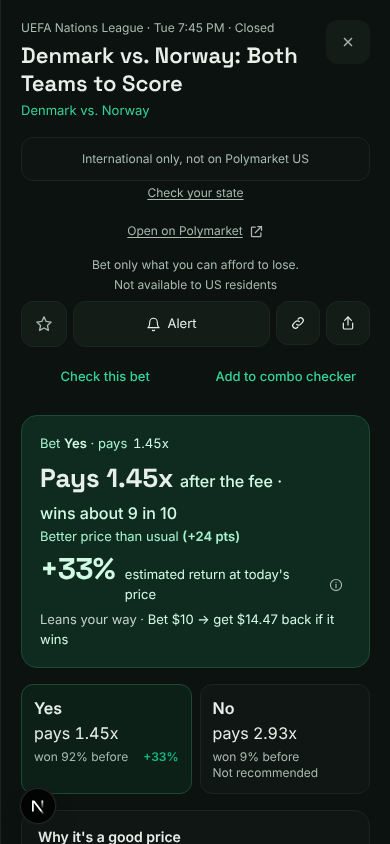 UEFA Nations League · Tue 7:45 PM · Closed
Denmark vs. Norway: Both
Teams to Score
Denmark vs. Norway
International only, not on Polymarket US
Check your state
Open on Polymarket
Bet only what you can afford to lose.
Not available to US residents
Alert
Check this bet
Add to combo checker
Bet Yes · pays 1.45x
Pays 1.45x after the fee ·
wins about 9 in 10
Better price than usual (+24 pts)
+33% estimated return at today's
price
Leans your way · Bet $10 → get $14.47 back if it
wins
Yes
pays 1.45x
won 92% before +33%
No
pays 2.93x
won 9% before
Not recommended
N
Why it's a good price